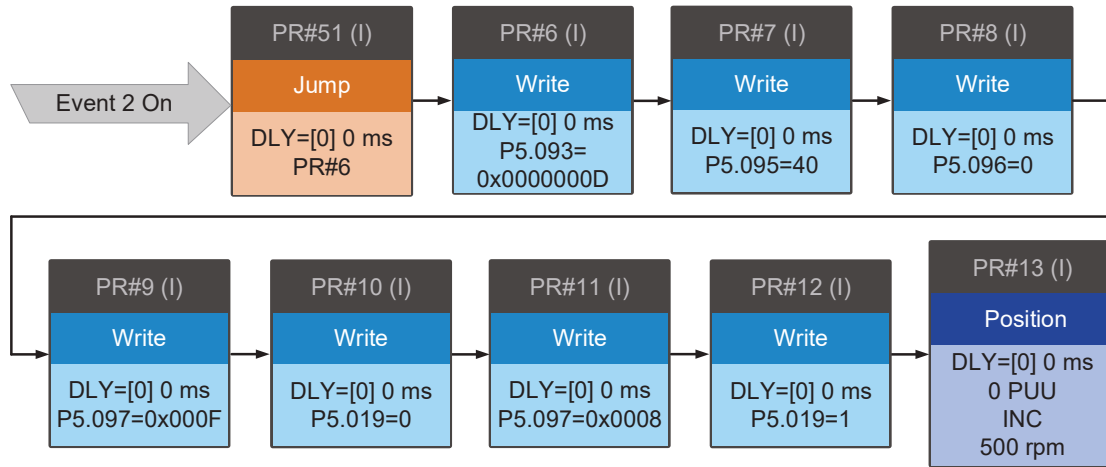 Event 2 On
PR#51 (I)
Jump
DLY=[0] 0 ms
PR#6
PR#6 (I)
Write
DLY=[0] 0 ms
P5.093=
0x0000000D
PR#7 (I)
Write
DLY=[0] 0 ms
P5.095=40
PR#8 (I)
Write
DLY=[0] 0 ms
P5.096=0
PR#9 (I)
Write
DLY=[0] 0 ms
P5.097=0x000F
PR#10 (I)
Write
DLY=[0] 0 ms
P5.019=0
PR#11 (I)
Write
DLY=[0] 0 ms
P5.097=0x0008
PR#12 (I)
Write
DLY=[0] 0 ms
P5.019=1
PR#13 (I)
Position
DLY=[0] 0 ms
0 PUU
INC
500 rpm